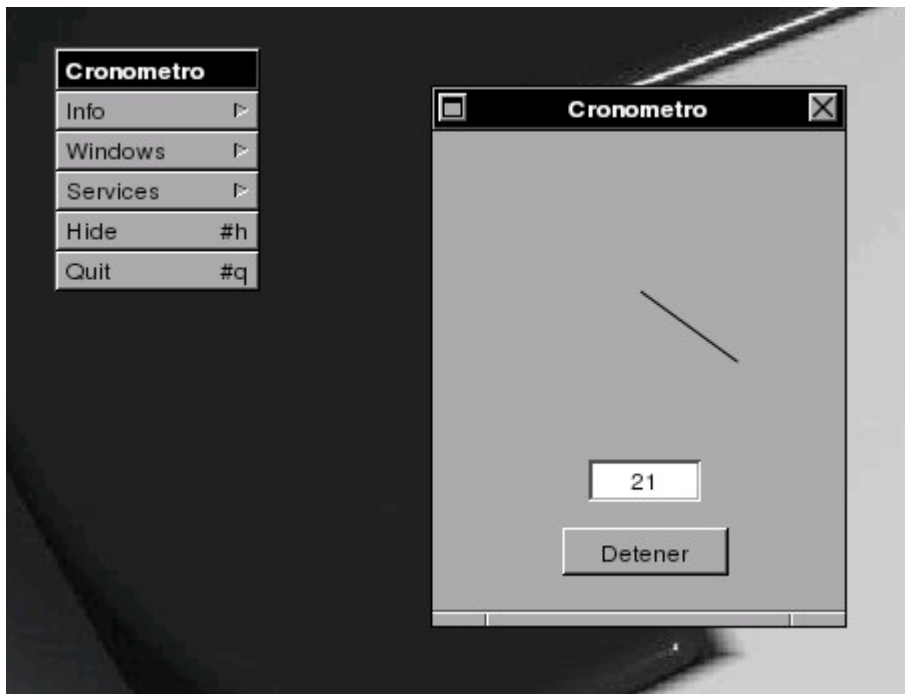 Cronometro
Info
Windows
Services
Hide #h
Quit #q
Cronometro
21
Detener